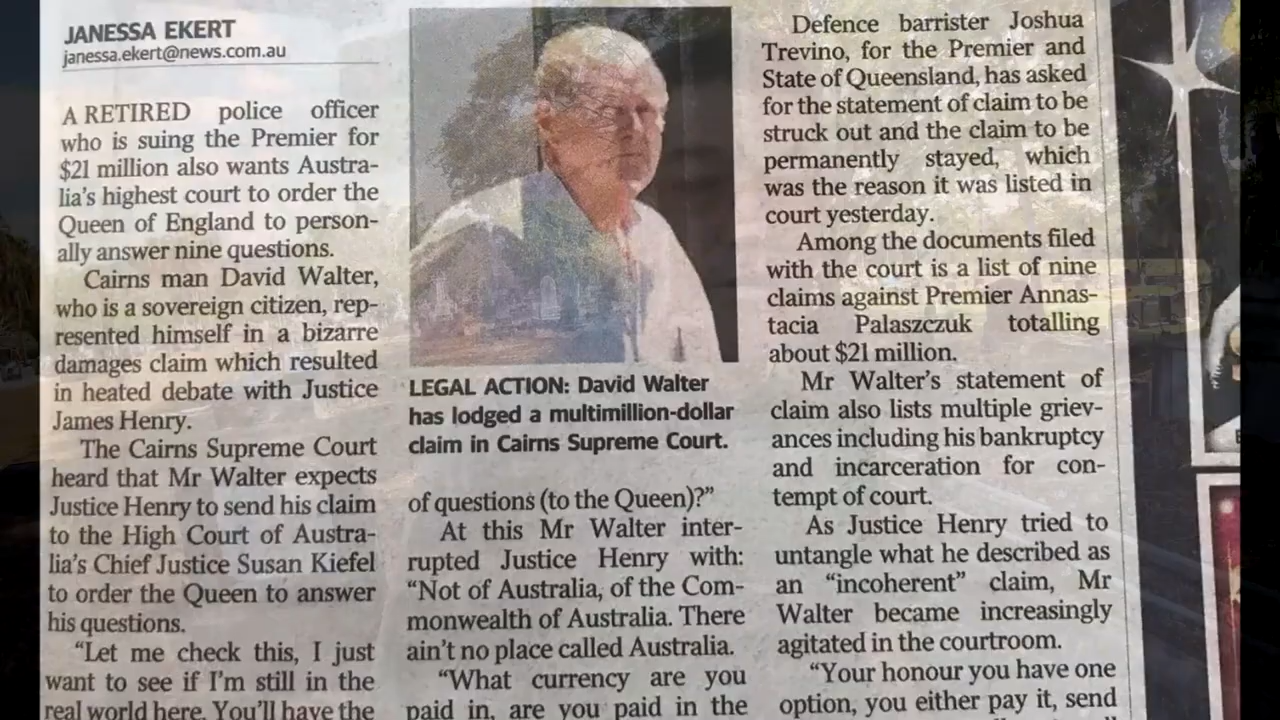 JANESSA EKERT
janessa.ekert@news.com.au
A RETIRED police officer
who is suing the Premier for
$21 million also wants Austra-
lia's highest court to order the
Queen of England to person-
ally answer nine questions.
Cairns man David Walter,
who is a sovereign citizen, rep-
resented himself in a bizarre
damages claim which resulted
in heated debate with Justice
James Henry.
The Cairns Supreme Court
heard that Mr Walter expects
Justice Henry to send his claim
to the High Court of Austra-
lia's Chief Justice Susan Kiefel
to order the Queen to answer
his questions.
"Let me check this, I just
want to see if I'm still in the
real world here. You'll have the
LEGAL ACTION: David Walter
has lodged a multimillion-dollar
claim in Cairns Supreme Court.
of questions (to the Queen)?"
At this Mr Walter inter-
rupted Justice Henry with:
"Not of Australia, of the Com-
monwealth of Australia. There
ain't no place called Australia.
"What currency are you
paid in, are you paid in the
Defence barrister Joshua
Trevino, for the Premier and
State of Queensland, has asked
for the statement of claim to be
struck out and the claim to be
permanently stayed, which
was the reason it was listed in
court yesterday.
Among the documents filed
with the court is a list of nine
claims against Premier Annas-
tacia Palaszczuk totalling
about $21 million.
Mr Walter's statement of
claim also lists multiple griev-
ances including his bankruptcy
and incarceration for con-
tempt of court.
As Justice Henry tried to
untangle what he described as
an "incoherent" claim, Mr
Walter became increasingly
agitated in the courtroom.
"Your honour you have one
option, you either pay it, send